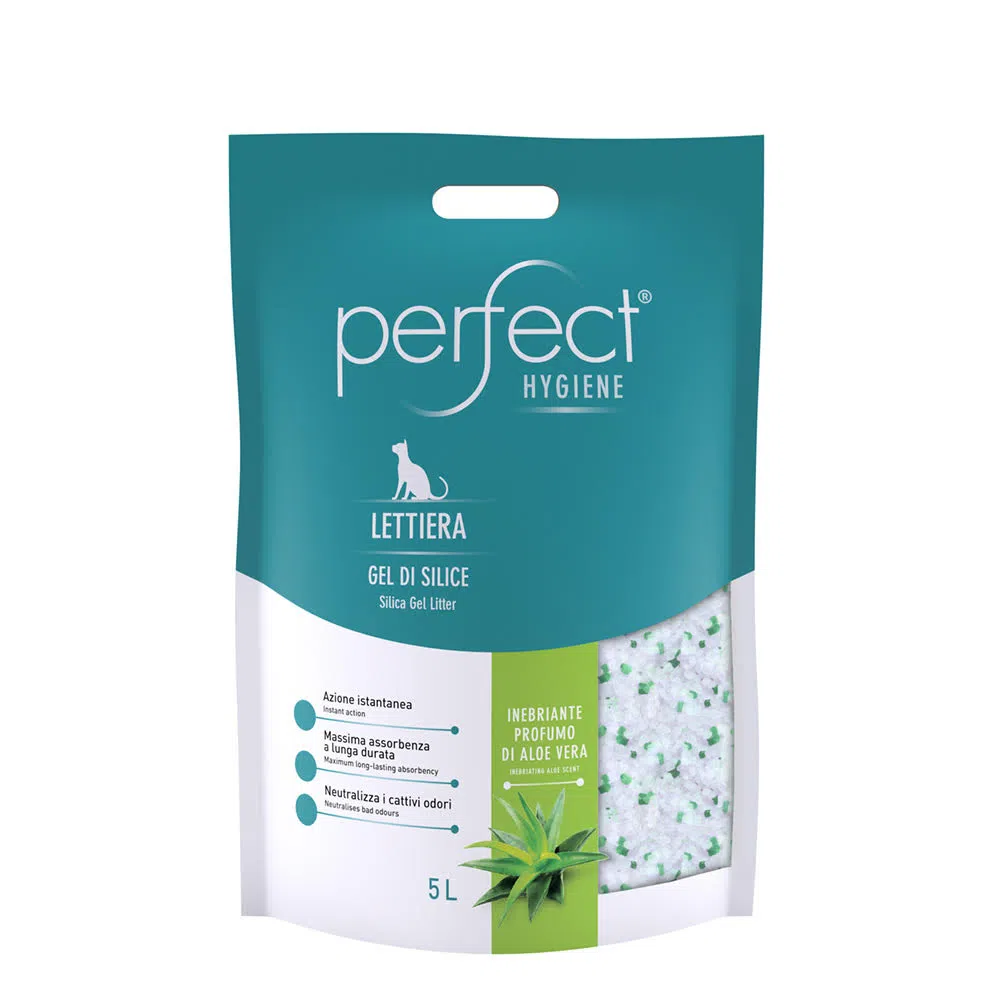 perfect®
HYGIENE
LETTIERA
GEL DI SILICE
Silica Gel Litter
Azione istantanea
Instant action
Massima assorbenza
a lunga durata
Maximum long-lasting absorbency
Neutralizza i cattivi odori
Neutralises bad odours
5 L
INEBRIANTE
PROFUMO
DI ALOE VERA
INEBRIATING ALOE SCENT